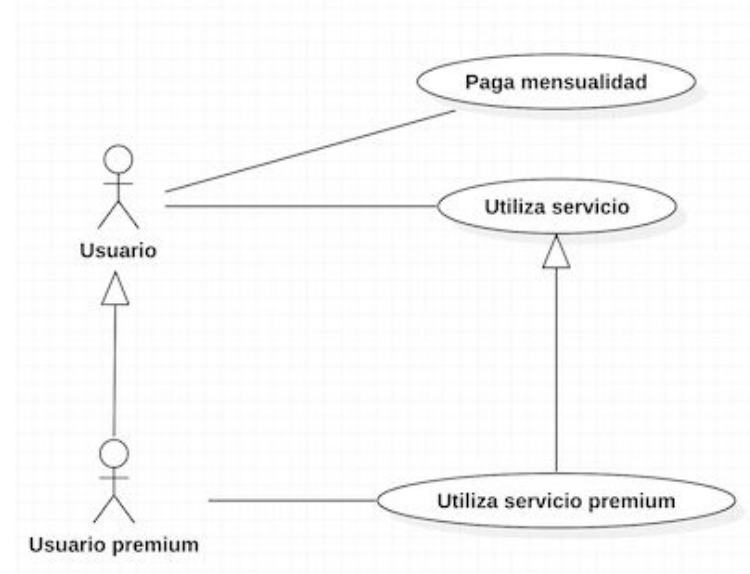 Paga mensualidad
Utiliza servicio
Usuario
Utiliza servicio premium
Usuario premium